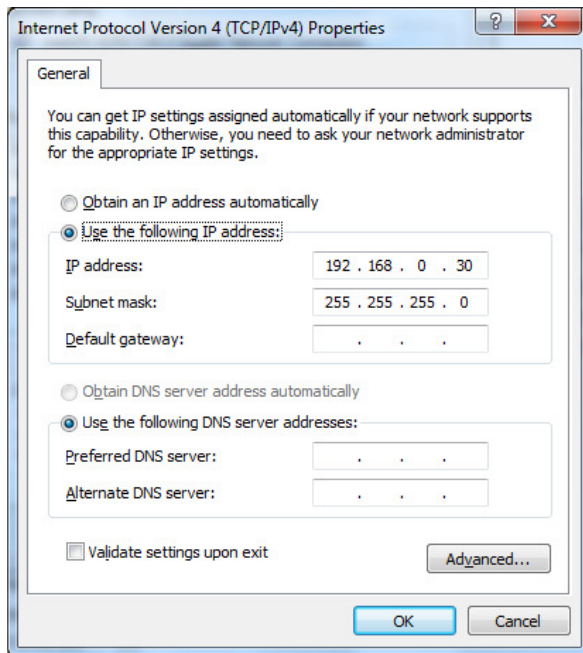 Internet Protocol Version 4 (TCP/IPv4) Properties
General
You can get IP settings assigned automatically if your network supports
this capability. Otherwise, you need to ask your network administrator
for the appropriate IP settings.
Obtain an IP address automatically
Use the following IP address:
IP address: 192 . 168 . 0 . 30
Subnet mask: 255 . 255 . 255 . 0
Default gateway: . . .
Obtain DNS server address automatically
Use the following DNS server addresses:
Preferred DNS server: . . .
Alternate DNS server: . . .
Validate settings upon exit
Advanced...
OK Cancel